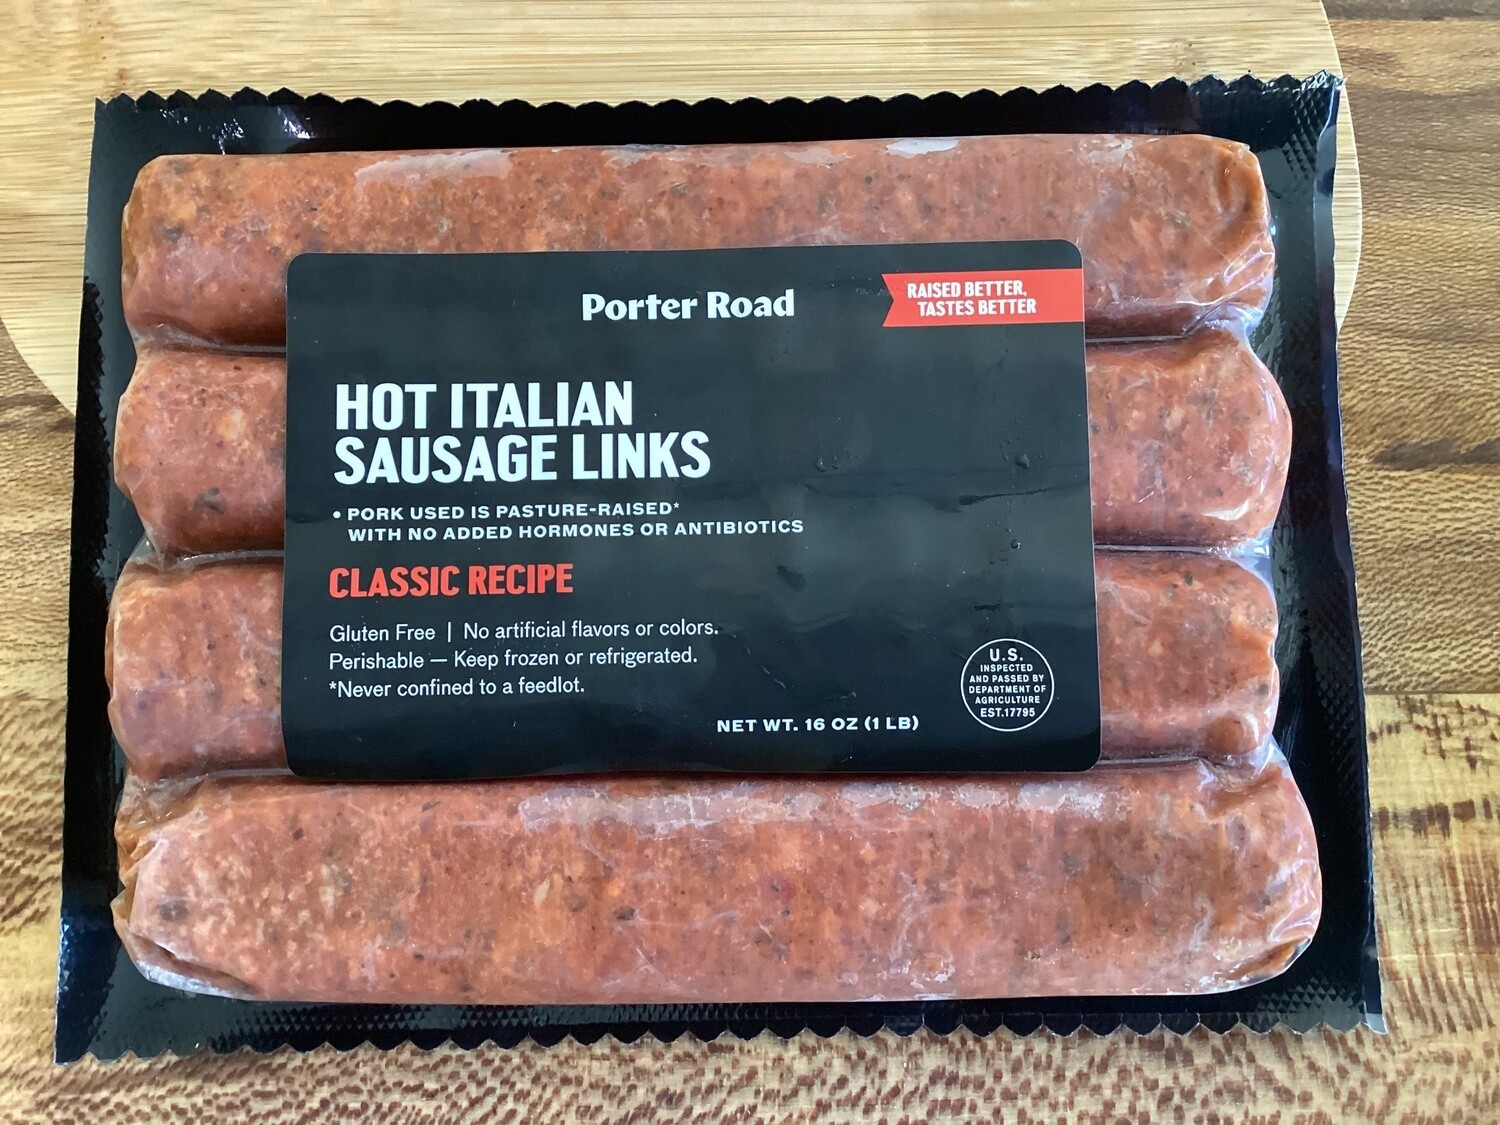 Porter Road
RAISED BETTER,
TASTES BETTER
HOT ITALIAN
SAUSAGE LINKS
• PORK USED IS PASTURE-RAISED*
WITH NO ADDED HORMONES OR ANTIBIOTICS
CLASSIC RECIPE
Gluten Free | No artificial flavors or colors.
Perishable — Keep frozen or refrigerated.
*Never confined to a feedlot.
NET WT. 16 OZ (1 LB)
U.S.
INSPECTED
AND PASSED BY
DEPARTMENT OF
AGRICULTURE
EST.17795